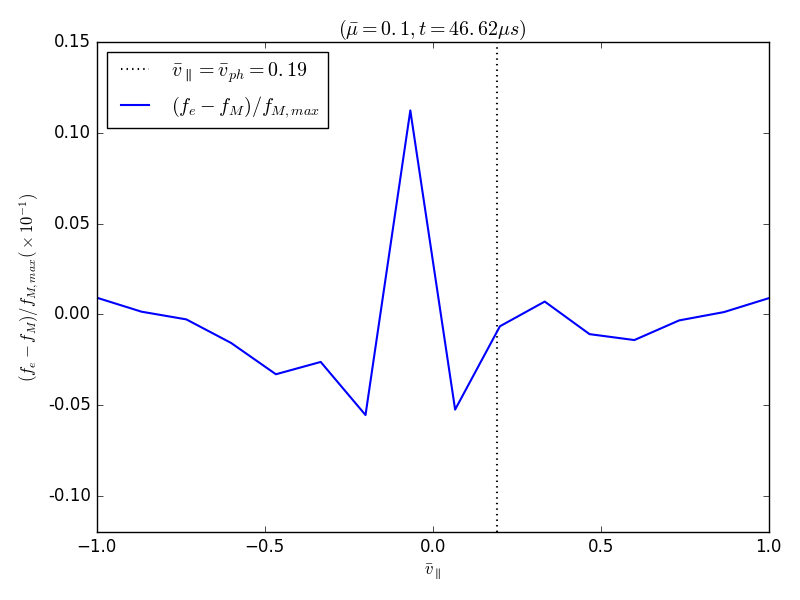 (μ̄ = 0.1, t = 46.62μs)
0.15
v̄∥ = v̄ph = 0.19
(fe − fM)/fM,max
0.10
0.05
0.00
-0.05
-0.10
(fe − fM)/fM,max(×10⁻¹)
−1.0 −0.5 0.0 0.5 1.0
v̄∥